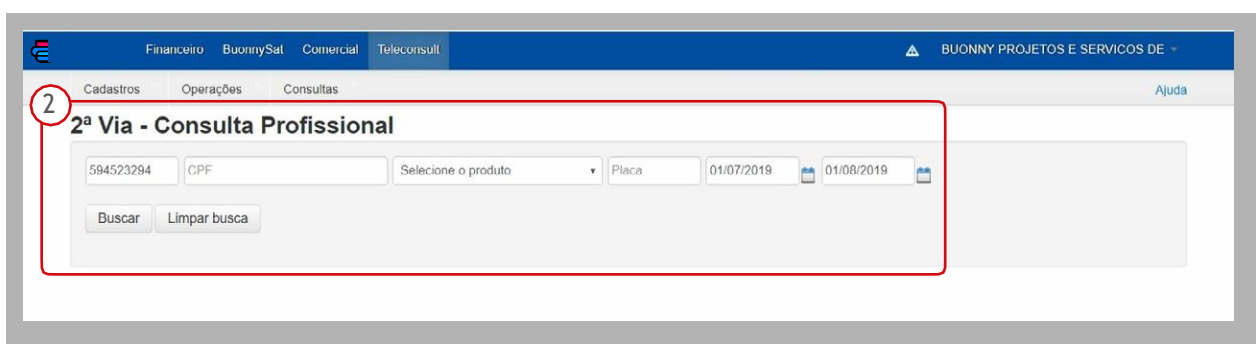 Financeiro BuonnySat Comercial Teleconsult BUONNY PROJETOS E SERVICOS DE
Cadastros Operações Consultas Ajuda
2
2ª Via - Consulta Profissional
594523294 CPF Selecione o produto Placa 01/07/2019 01/08/2019
Buscar Limpar busca